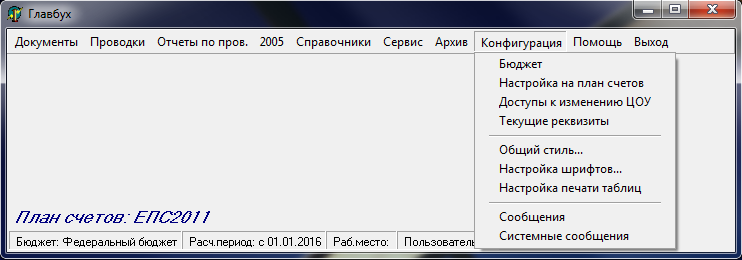 Главбух
Документы Проводки Отчеты по пров. 2005 Справочники Сервис Архив Конфигурация Помощь Выход
Бюджет
Настройка на план счетов
Доступы к изменению ЦОУ
Текущие реквизиты
Общий стиль...
Настройка шрифтов...
Настройка печати таблиц
Сообщения
Системные сообщения
План счетов: ЕПС2011
Бюджет: Федеральный бюджет Расч.период: с 01.01.2016 Раб.место: Пользователь